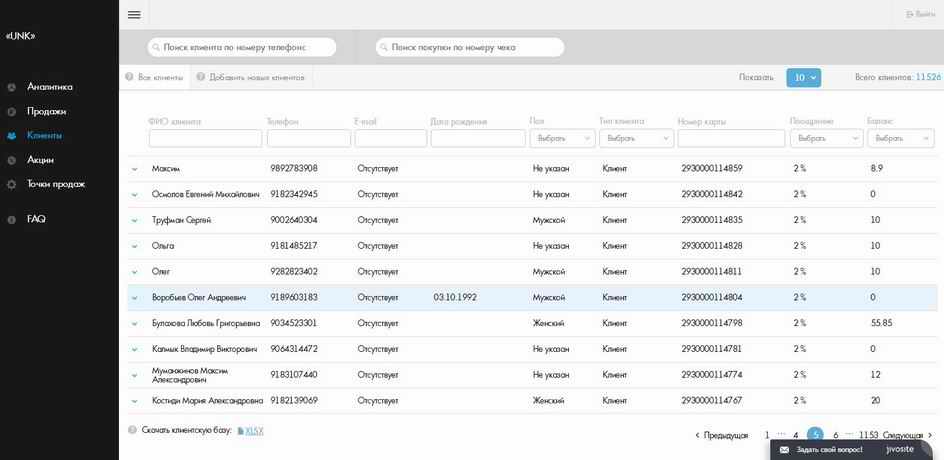 «UNK»
Выйти
Поиск клиента по номеру телефона
Поиск покупки по номеру чека
Все клиенты
Добавить новых клиентов
Показать 10
Всего клиентов: 11526
Аналитика
Продажи
Клиенты
Акции
Точки продаж
FAQ
ФИО клиента Телефон E-mail Дата рождения Пол Тип клиента Номер карты Поощрение Баланс
Выбрать Выбрать Выбрать Выбрать
Максим 9892783908 Отсутствует Не указан Клиент 2930000114859 2 % 8.9
Осмолов Евгений Михайлович 9182342945 Отсутствует Не указан Клиент 2930000114842 2 % 0
Труфман Сергей 9002640304 Отсутствует Мужской Клиент 2930000114835 2 % 10
Ольга 9181485217 Отсутствует Не указан Клиент 2930000114828 2 % 10
Олег 9282823402 Отсутствует Мужской Клиент 2930000114811 2 % 10
Воробьев Олег Андреевич 9189603183 Отсутствует 03.10.1992 Мужской Клиент 2930000114804 2 % 0
Булахова Любовь Григорьевна 9034523301 Отсутствует Женский Клиент 2930000114798 2 % 55.85
Калмык Владимир Викторович 9064314472 Отсутствует Не указан Клиент 2930000114781 2 % 0
Муманжинов Максим
Александрович 9183107440 Отсутствует Не указан Клиент 2930000114774 2 % 12
Костиди Мария Александровна 9182139069 Отсутствует Женский Клиент 2930000114767 2 % 20
Скачать клиентскую базу: XLSX
Предыдущая 1 ... 4 5 6 ... 1153 Следующая
Задать свой вопрос! jivosite